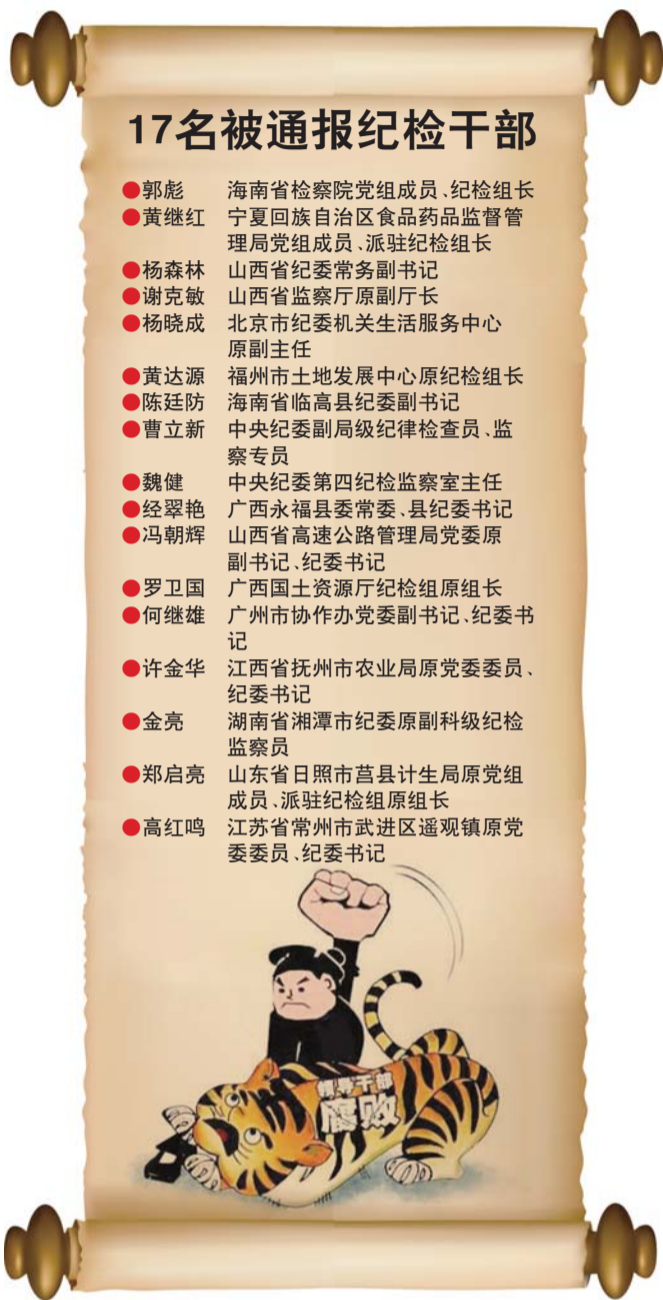 17名被通报纪检干部
●郭彪 海南省检察院党组成员、纪检组长
●黄继红 宁夏回族自治区食品药品监督管
理局党组成员、派驻纪检组长
●杨森林 山西省纪委常务副书记
●谢克敏 山西省监察厅原副厅长
●杨晓成 北京市纪委机关生活服务中心
原副主任
●黄达源 福州市土地发展中心原纪检组长
●陈廷防 海南省临高县纪委副书记
●曹立新 中央纪委副局级纪律检查员、监
察专员
●魏健 中央纪委第四纪检监察室主任
●经翠艳 广西永福县委常委、县纪委书记
●冯朝辉 山西省高速公路管理局党委原
副书记、纪委书记
●罗卫国 广西国土资源厅纪检组原组长
●何继雄 广州市协作办党委副书记、纪委书
记
●许金华 江西省抚州市农业局原党委委员、
纪委书记
●金亮 湖南省湘潭市纪委原副科级纪检
监察员
●郑启亮 山东省日照市莒县计生局原党组
成员、派驻纪检组原组长
●高红鸣 江苏省常州市武进区遥观镇原党
委委员、纪委书记
领导干部
腐败